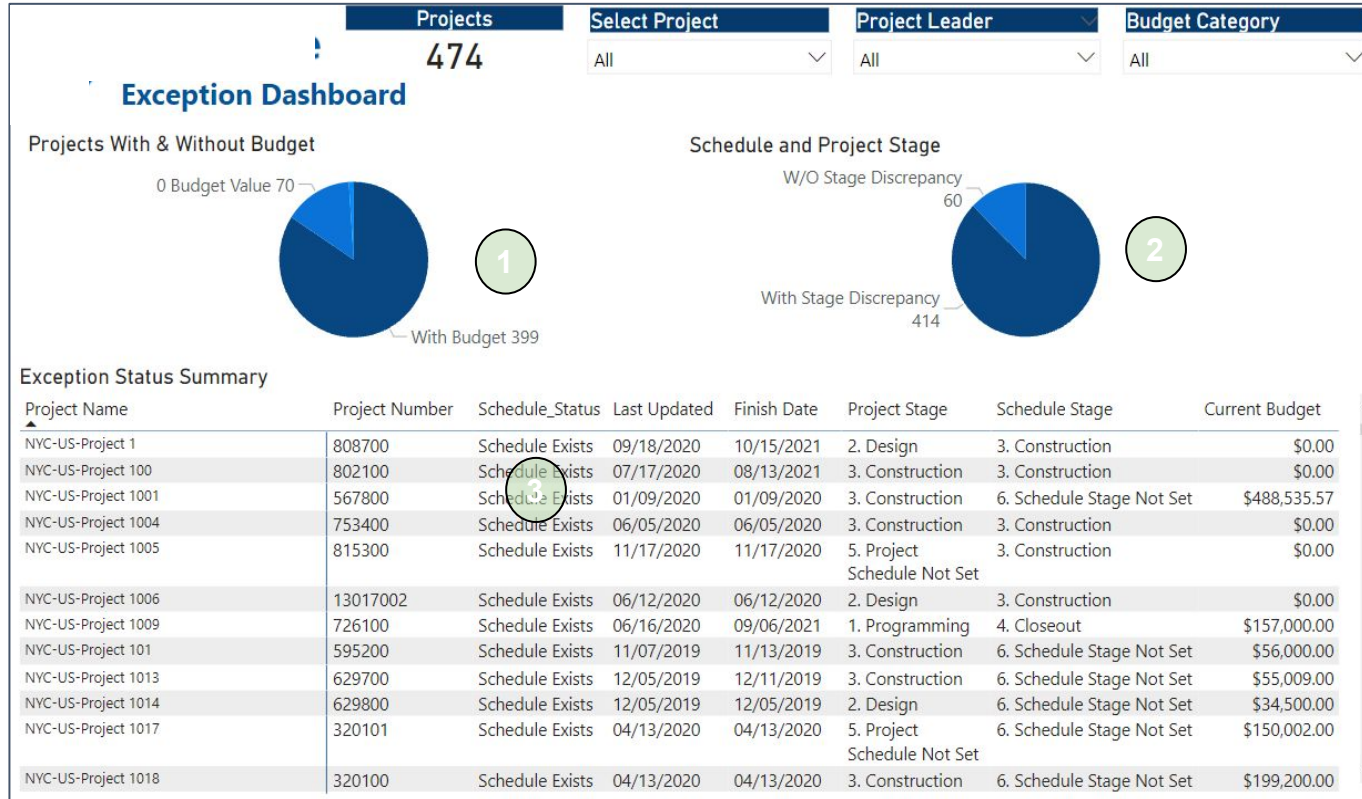 Projects
Select Project
Project Leader
Budget Category
474
All
All
All
Exception Dashboard
Projects With & Without Budget
Schedule and Project Stage
0 Budget Value 70
With Budget 399
1
W/O Stage Discrepancy
60
With Stage Discrepancy
414
2
Exception Status Summary
Project Name Project Number Schedule_Status Last Updated Finish Date Project Stage Schedule Stage Current Budget
NYC-US-Project 1 808700 Schedule Exists 09/18/2020 10/15/2021 2. Design 3. Construction $0.00
NYC-US-Project 100 802100 Schedule Exists 07/17/2020 08/13/2021 3. Construction 3. Construction $0.00
3
NYC-US-Project 1001 567800 Schedule Exists 01/09/2020 01/09/2020 3. Construction 6. Schedule Stage Not Set $488,535.57
NYC-US-Project 1004 753400 Schedule Exists 06/05/2020 06/05/2020 3. Construction 3. Construction $0.00
NYC-US-Project 1005 815300 Schedule Exists 11/17/2020 11/17/2020 5. Project 3. Construction $0.00
Schedule Not Set
NYC-US-Project 1006 13017002 Schedule Exists 06/12/2020 06/12/2020 2. Design 3. Construction $0.00
NYC-US-Project 1009 726100 Schedule Exists 06/16/2020 09/06/2021 1. Programming 4. Closeout $157,000.00
NYC-US-Project 101 595200 Schedule Exists 11/07/2019 11/13/2019 3. Construction 6. Schedule Stage Not Set $56,000.00
NYC-US-Project 1013 629700 Schedule Exists 12/05/2019 12/11/2019 3. Construction 6. Schedule Stage Not Set $55,009.00
NYC-US-Project 1014 629800 Schedule Exists 12/05/2019 12/05/2019 2. Design 6. Schedule Stage Not Set $34,500.00
NYC-US-Project 1017 320101 Schedule Exists 04/13/2020 04/13/2020 5. Project 6. Schedule Stage Not Set $150,002.00
Schedule Not Set
NYC-US-Project 1018 320100 Schedule Exists 04/13/2020 04/13/2020 3. Construction 6. Schedule Stage Not Set $199,200.00